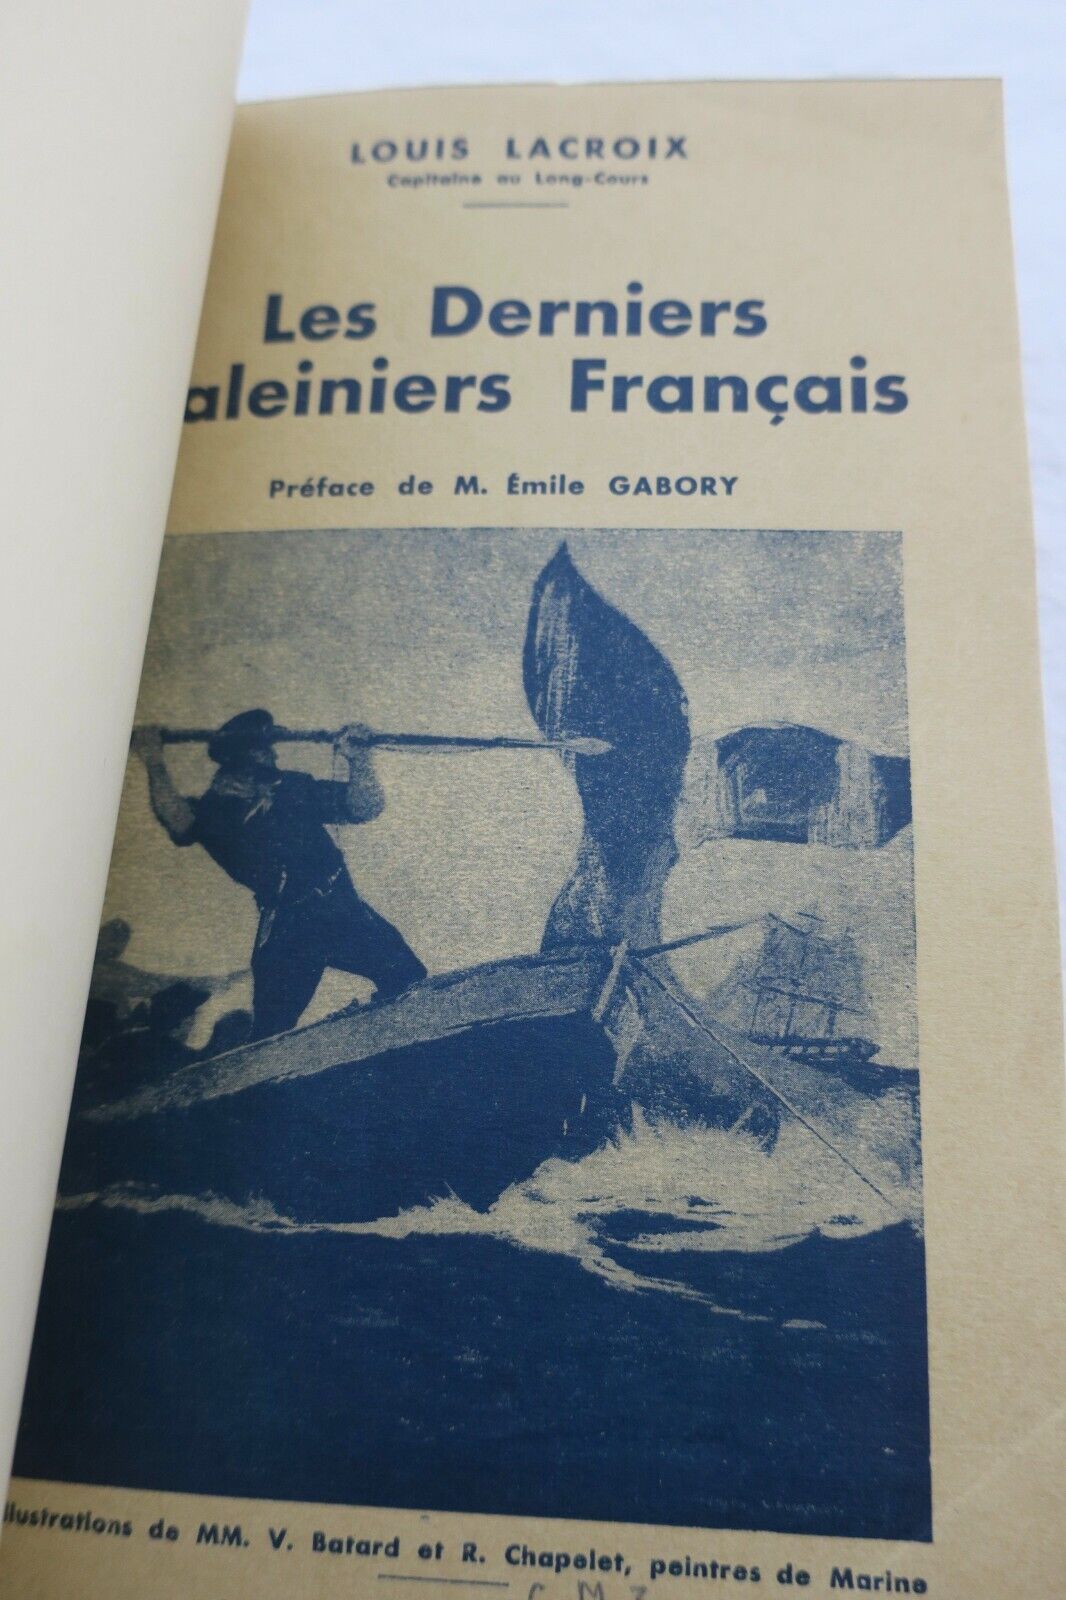 LOUIS LACROIX
Capitaine au Long-Cours
Les Derniers
aleiniers Français
Préface de M. Émile GABORY
llustrations de MM. V. Batard et R. Chapelet, peintres de Marine